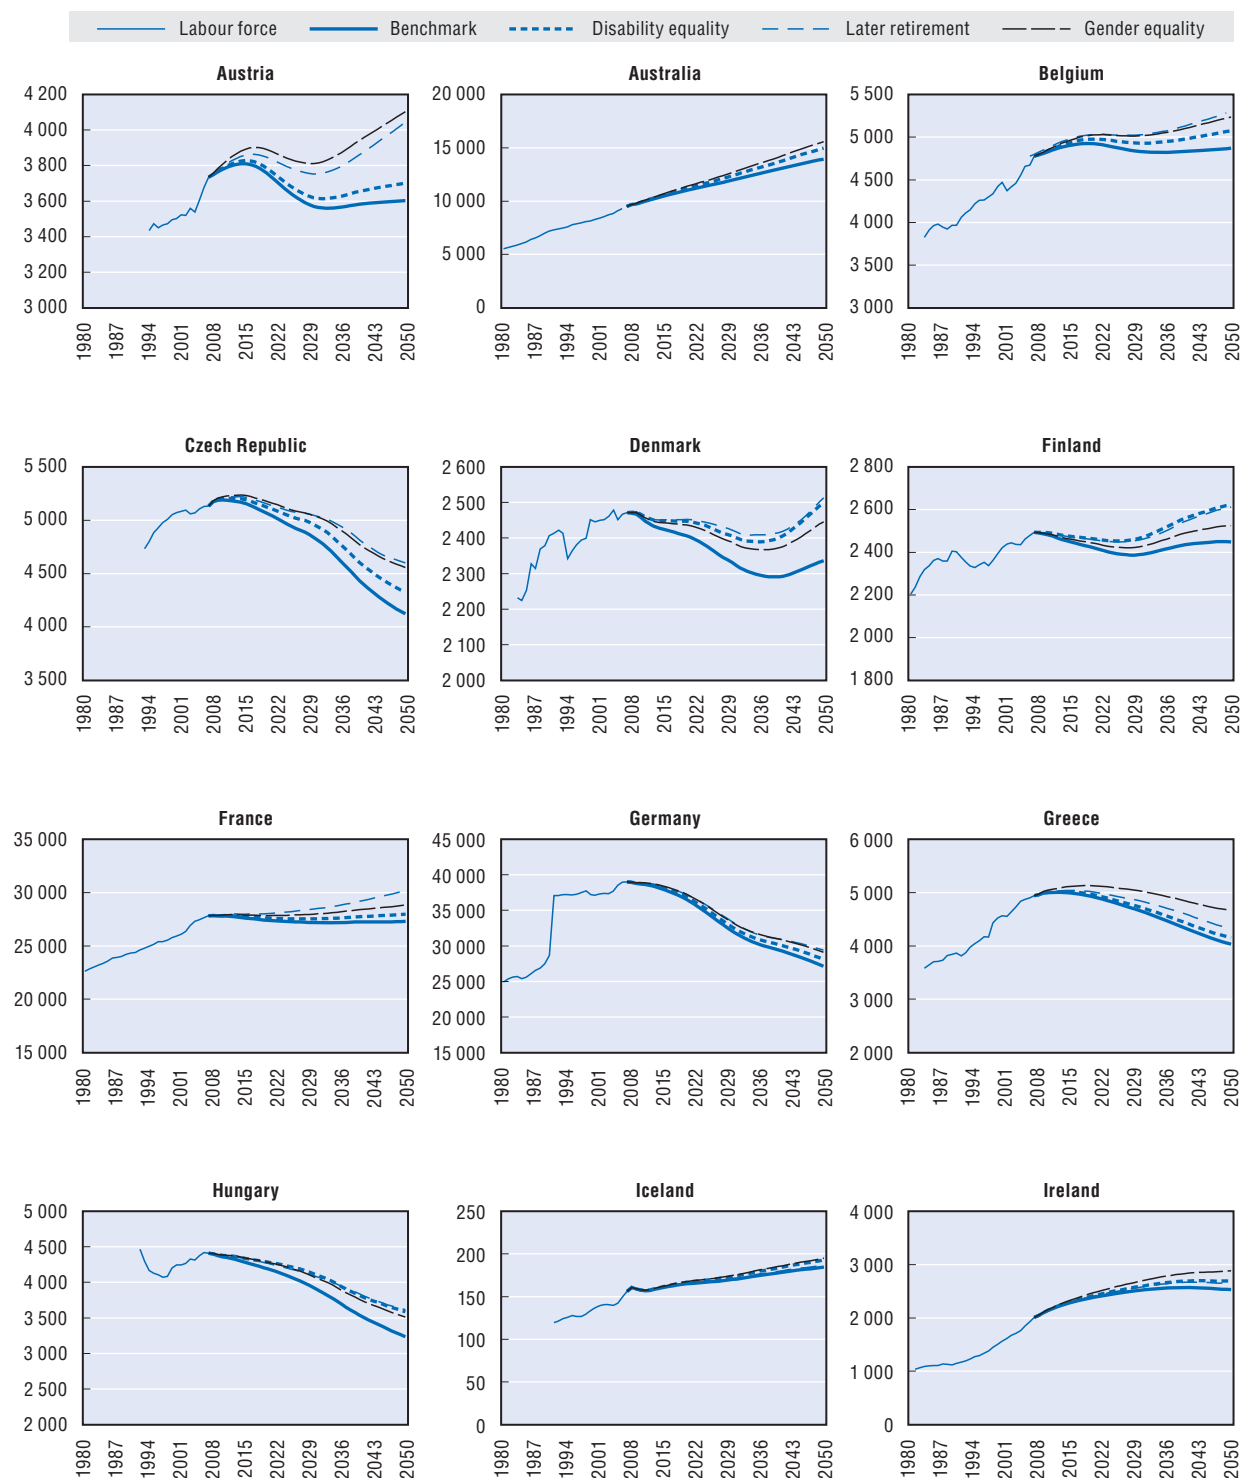 Labour force Benchmark Disability equality Later retirement Gender equality
Austria
4 200
4 000
3 800
3 600
3 400
3 200
3 000
1980 1987 1994 2001 2008 2015 2022 2029 2036 2043 2050
Australia
20 000
15 000
10 000
5 000
0
1980 1987 1994 2001 2008 2015 2022 2029 2036 2043 2050
Belgium
5 500
5 000
4 500
4 000
3 500
3 000
1980 1987 1994 2001 2008 2015 2022 2029 2036 2043 2050
Czech Republic
5 500
5 000
4 500
4 000
3 500
1980 1987 1994 2001 2008 2015 2022 2029 2036 2043 2050
Denmark
2 600
2 500
2 400
2 300
2 200
2 100
2 000
1980 1987 1994 2001 2008 2015 2022 2029 2036 2043 2050
Finland
2 800
2 600
2 400
2 200
2 000
1 800
1980 1987 1994 2001 2008 2015 2022 2029 2036 2043 2050
France
35 000
30 000
25 000
20 000
15 000
1980 1987 1994 2001 2008 2015 2022 2029 2036 2043 2050
Germany
45 000
40 000
35 000
30 000
25 000
20 000
15 000
1980 1987 1994 2001 2008 2015 2022 2029 2036 2043 2050
Greece
6 000
5 000
4 000
3 000
2 000
1980 1987 1994 2001 2008 2015 2022 2029 2036 2043 2050
Hungary
5 000
4 500
4 000
3 500
3 000
2 500
2 000
1980 1987 1994 2001 2008 2015 2022 2029 2036 2043 2050
Iceland
250
200
150
100
50
0
1980 1987 1994 2001 2008 2015 2022 2029 2036 2043 2050
Ireland
4 000
3 000
2 000
1 000
0
1980 1987 1994 2001 2008 2015 2022 2029 2036 2043 2050